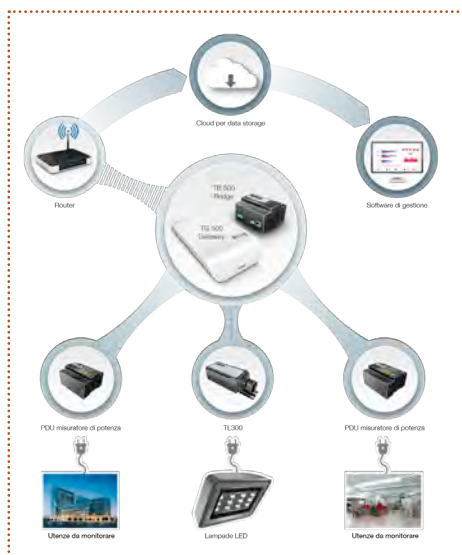 Cloud per data storage
Router
Software di gestione
TB 500
Bridge
TG 500
Gateway
PDU misuratore di potenza
TL300
PDU misuratore di potenza
Utenze da monitorare
Lampade LED
Utenze da monitorare